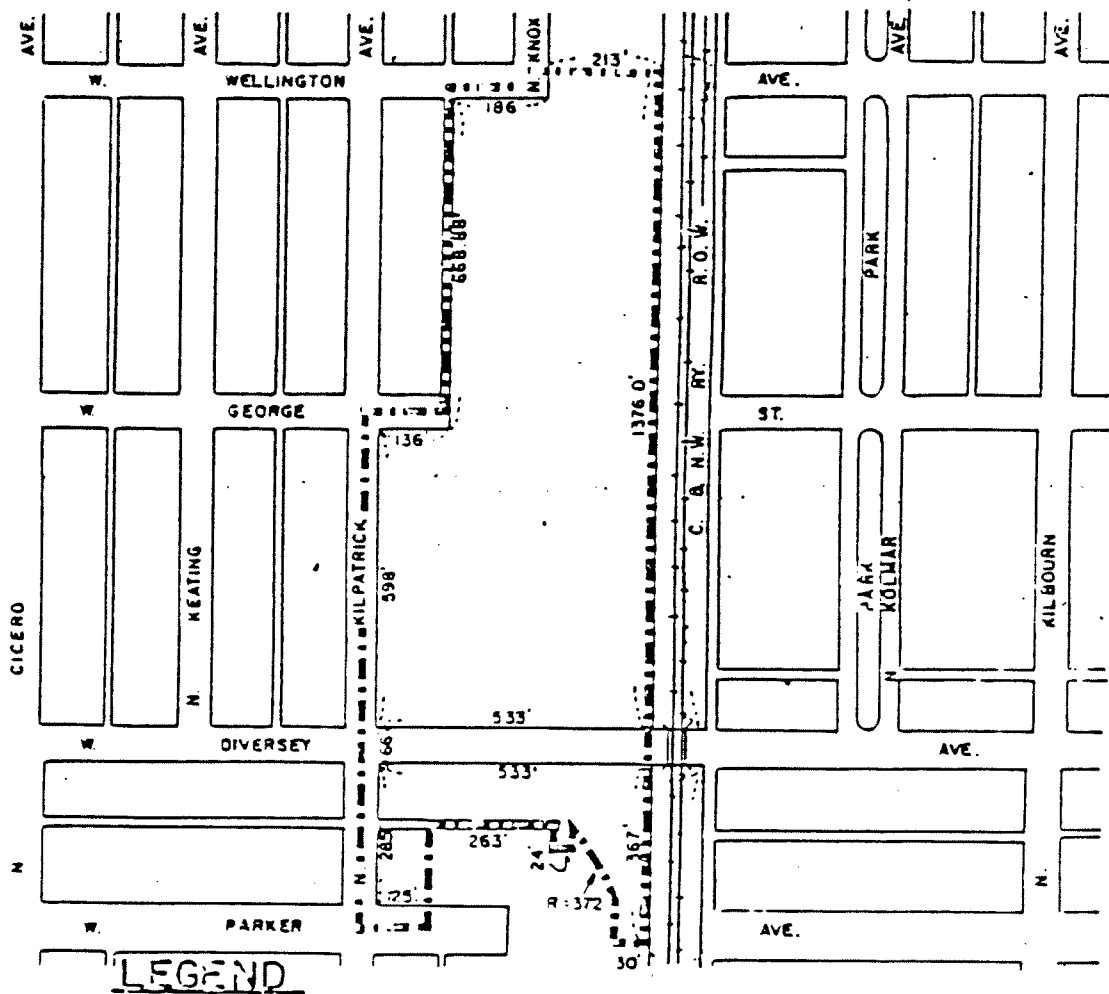 AVE.
AVE.
AVE.
N. KNOX
213'
AVE.
AVE.
W. WELLINGTON AVE.
186
668.88'
PARK
R.O.W.
RY.
1376.0'
W. GEORGE ST.
136
C. & N.W.
KILPATRICK
598'
KEATING
N.
CICERO
PARK
KOLMAR
N
KILBOURN
533'
W. DIVERSEY AVE.
66
533'
285'
263'
24'
367'
N
N.
N.
125'
R=372
W. PARKER AVE.
30'
LEGEND